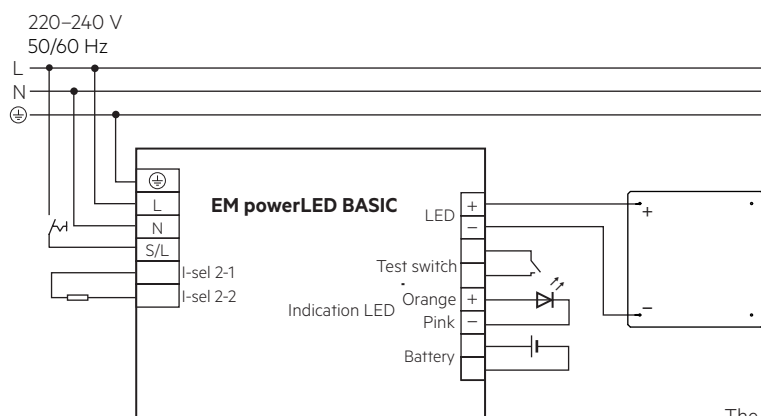 220–240 V
50/60 Hz
L
N
L
N
S/L
I-sel 2-1
I-sel 2-2
EM powerLED BASIC
LED
+
−
Test switch
Indication LED
Orange
+
Pink
−
Battery
+
−
The